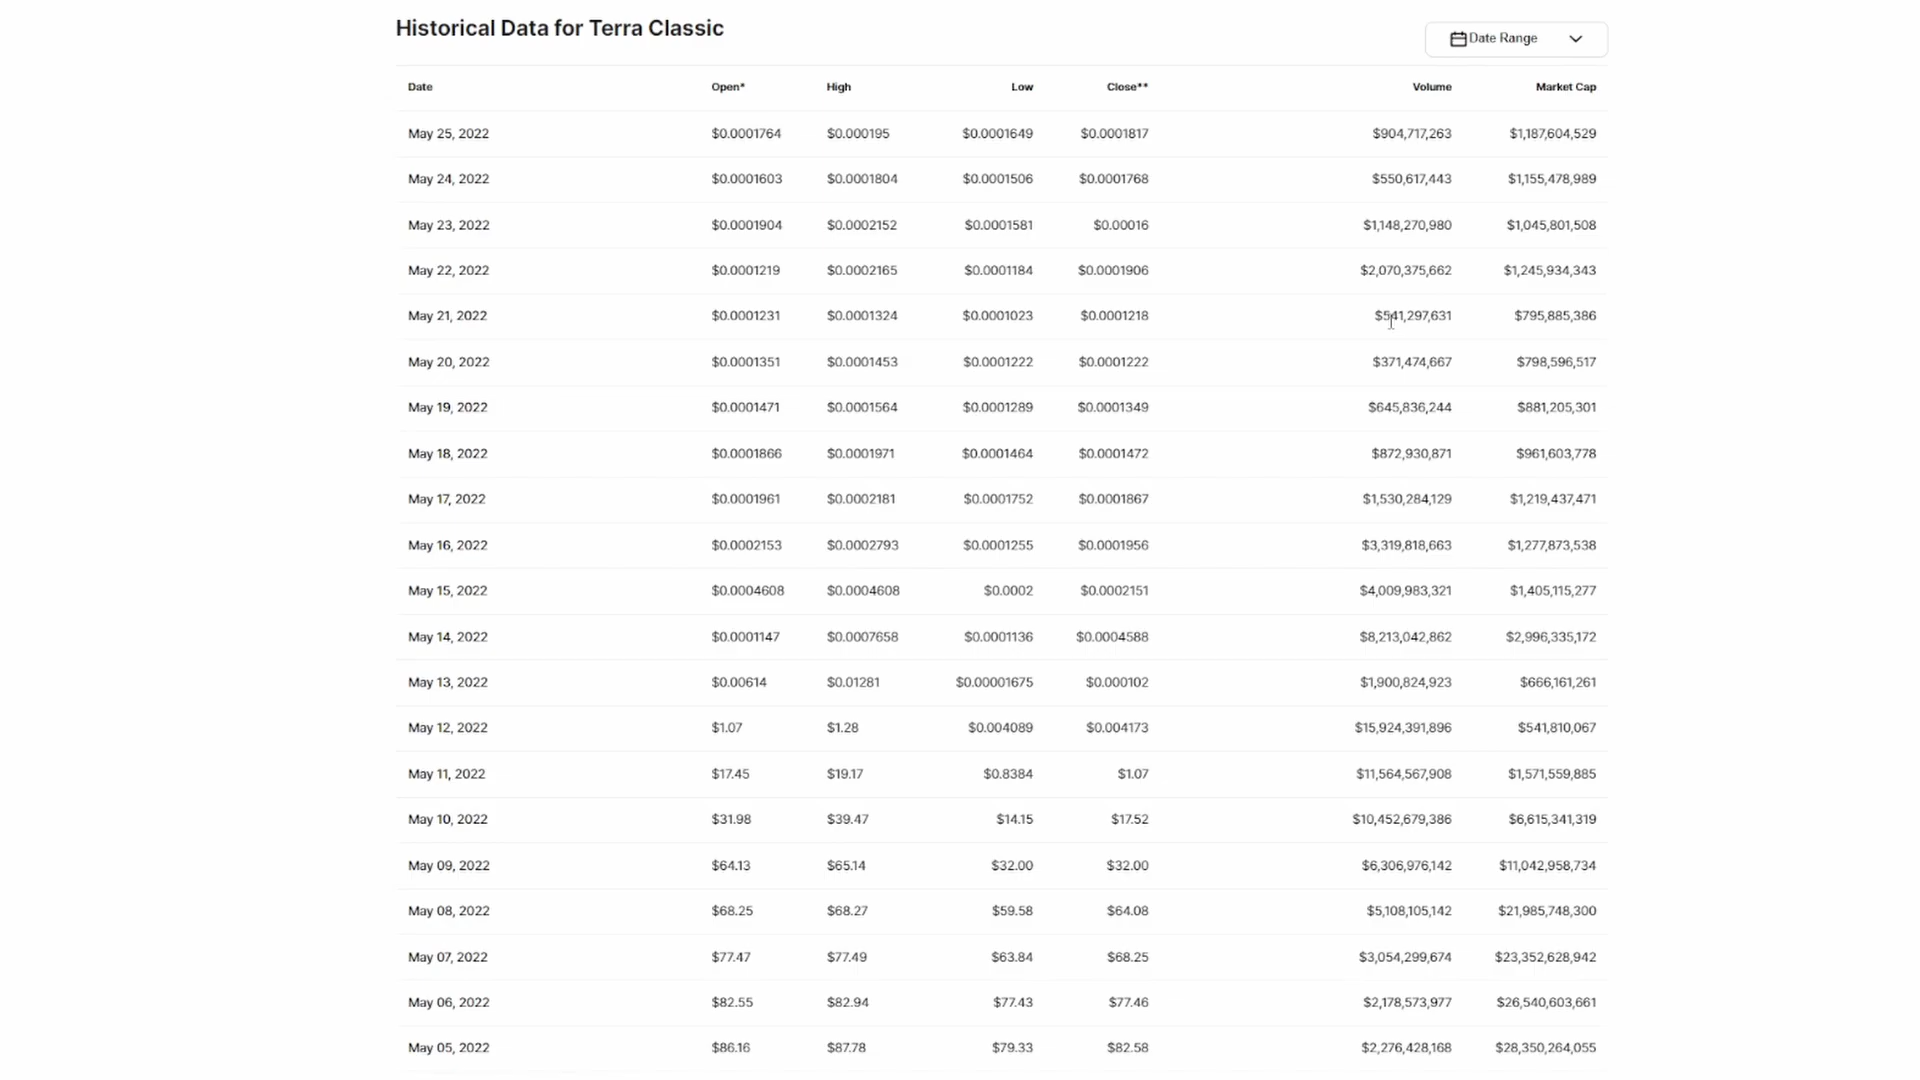 Historical Data for Terra Classic
Date Range
Date Open* High Low Close** Volume Market Cap
May 25, 2022 $0.0001764 $0.000195 $0.0001649 $0.0001817 $904,717,263 $1,187,604,529
May 24, 2022 $0.0001603 $0.0001804 $0.0001506 $0.0001768 $550,617,443 $1,155,478,989
May 23, 2022 $0.0001904 $0.0002152 $0.0001581 $0.00016 $1,148,270,980 $1,045,801,508
May 22, 2022 $0.0001219 $0.0002165 $0.0001184 $0.0001906 $2,070,375,662 $1,245,934,343
May 21, 2022 $0.0001231 $0.0001324 $0.0001023 $0.0001218 $541,297,631 $795,885,386
May 20, 2022 $0.0001351 $0.0001453 $0.0001222 $0.0001222 $371,474,667 $798,596,517
May 19, 2022 $0.0001471 $0.0001564 $0.0001289 $0.0001349 $645,836,244 $881,205,301
May 18, 2022 $0.0001866 $0.0001971 $0.0001464 $0.0001472 $872,930,871 $961,603,778
May 17, 2022 $0.0001961 $0.0002181 $0.0001752 $0.0001867 $1,530,284,129 $1,219,437,471
May 16, 2022 $0.0002153 $0.0002793 $0.0001255 $0.0001956 $3,319,818,663 $1,277,873,538
May 15, 2022 $0.0004608 $0.0004608 $0.0002 $0.0002151 $4,009,983,321 $1,405,115,277
May 14, 2022 $0.0001147 $0.0007658 $0.0001136 $0.0004588 $8,213,042,862 $2,996,335,172
May 13, 2022 $0.00614 $0.01281 $0.00001675 $0.000102 $1,900,824,923 $666,161,261
May 12, 2022 $1.07 $1.28 $0.004089 $0.004173 $15,924,391,896 $541,810,067
May 11, 2022 $17.45 $19.17 $0.8384 $1.07 $11,564,567,908 $1,571,559,885
May 10, 2022 $31.98 $39.47 $14.15 $17.52 $10,452,679,386 $6,615,341,319
May 09, 2022 $64.13 $65.14 $32.00 $32.00 $6,306,976,142 $11,042,958,734
May 08, 2022 $68.25 $68.27 $59.58 $64.08 $5,108,105,142 $21,985,748,300
May 07, 2022 $77.47 $77.49 $63.84 $68.25 $3,054,299,674 $23,352,628,942
May 06, 2022 $82.55 $82.94 $77.43 $77.46 $2,178,573,977 $26,540,603,661
May 05, 2022 $86.16 $87.78 $79.33 $82.58 $2,276,428,168 $28,350,264,055